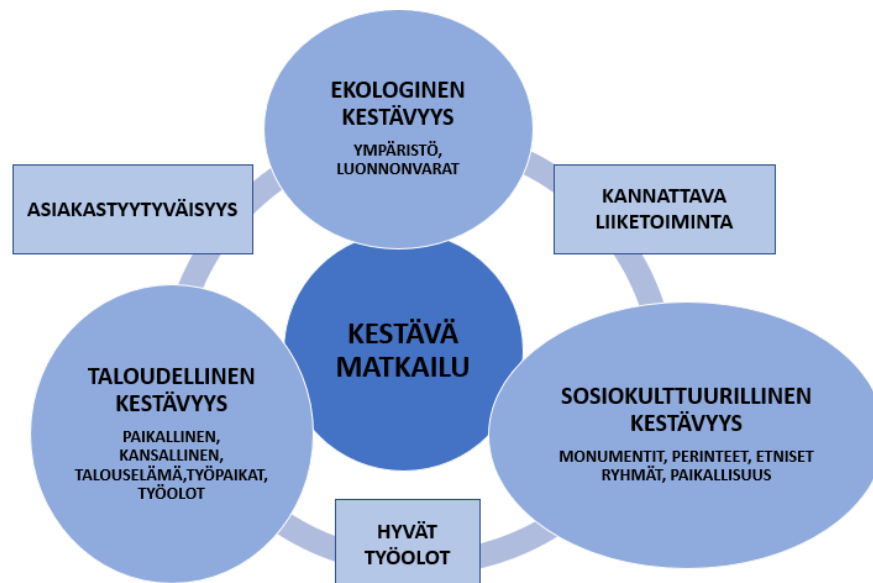 EKOLOGINEN
KESTÄVYYS
YMPÄRISTÖ,
LUONNONVARAT
ASIAKASTYYTYVÄISYYS
KANNATTAVA
LIIKETOIMINTA
KESTÄVÄ
MATKAILU
TALOUDELLINEN
KESTÄVYYS
PAIKALLINEN,
KANSALLINEN,
TALOUSELÄMÄ,TYÖPAIKAT,
TYÖOLOT
SOSIOKULTTUURILLINEN
KESTÄVYYS
MONUMENTIT, PERINTEET, ETNISET
RYHMÄT, PAIKALLISUUS
HYVÄT
TYÖOLOT